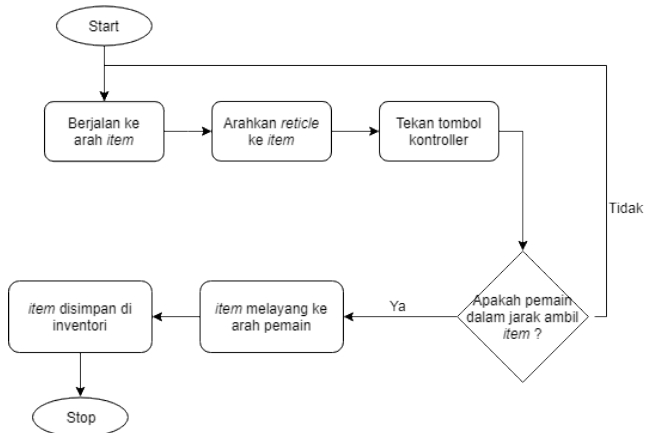 Start
Berjalan ke
arah item
Arahkan reticle
ke item
Tekan tombol
kontroller
Tidak
Apakah pemain
dalam jarak ambil
item ?
Ya
item melayang ke
arah pemain
item disimpan di
inventori
Stop